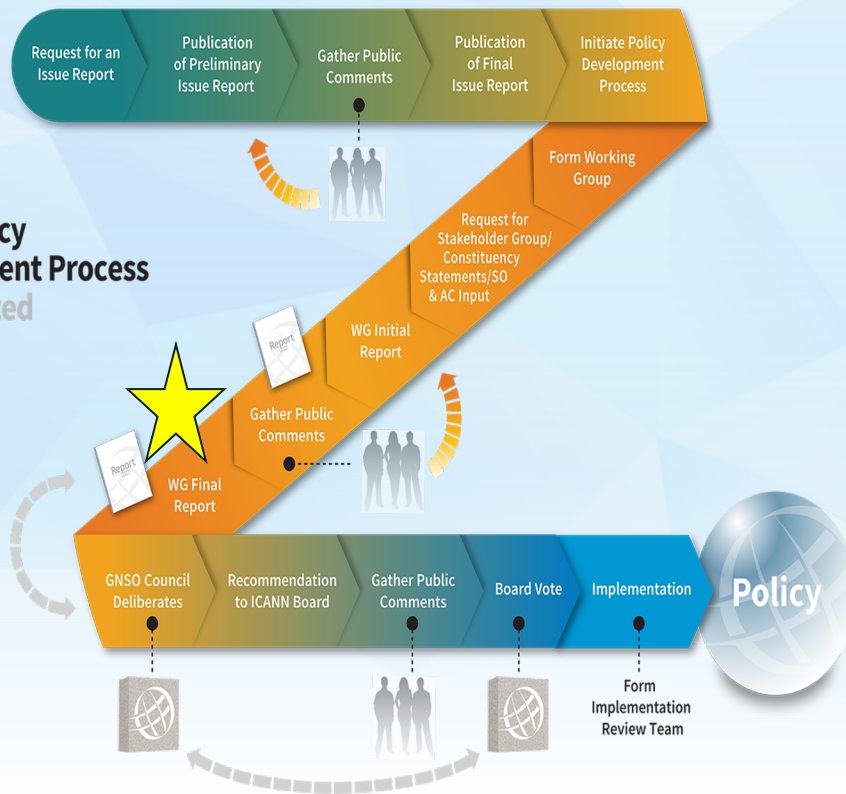 Request for an
Issue Report
Publication
of Preliminary
Issue Report
Gather Public
Comments
Publication
of Final
Issue Report
Initiate Policy
Development
Process
Form Working
Group
Request for
Stakeholder Group/
Constituency
Statements/SO
& AC Input
cy
ent Process
ed
WG Initial
Report
Report
Gather Public
Comments
Report
WG Final
Report
GNSO Council
Deliberates
Recommendation
to ICANN Board
Gather Public
Comments
Board Vote
Implementation
Policy
Form
Implementation
Review Team